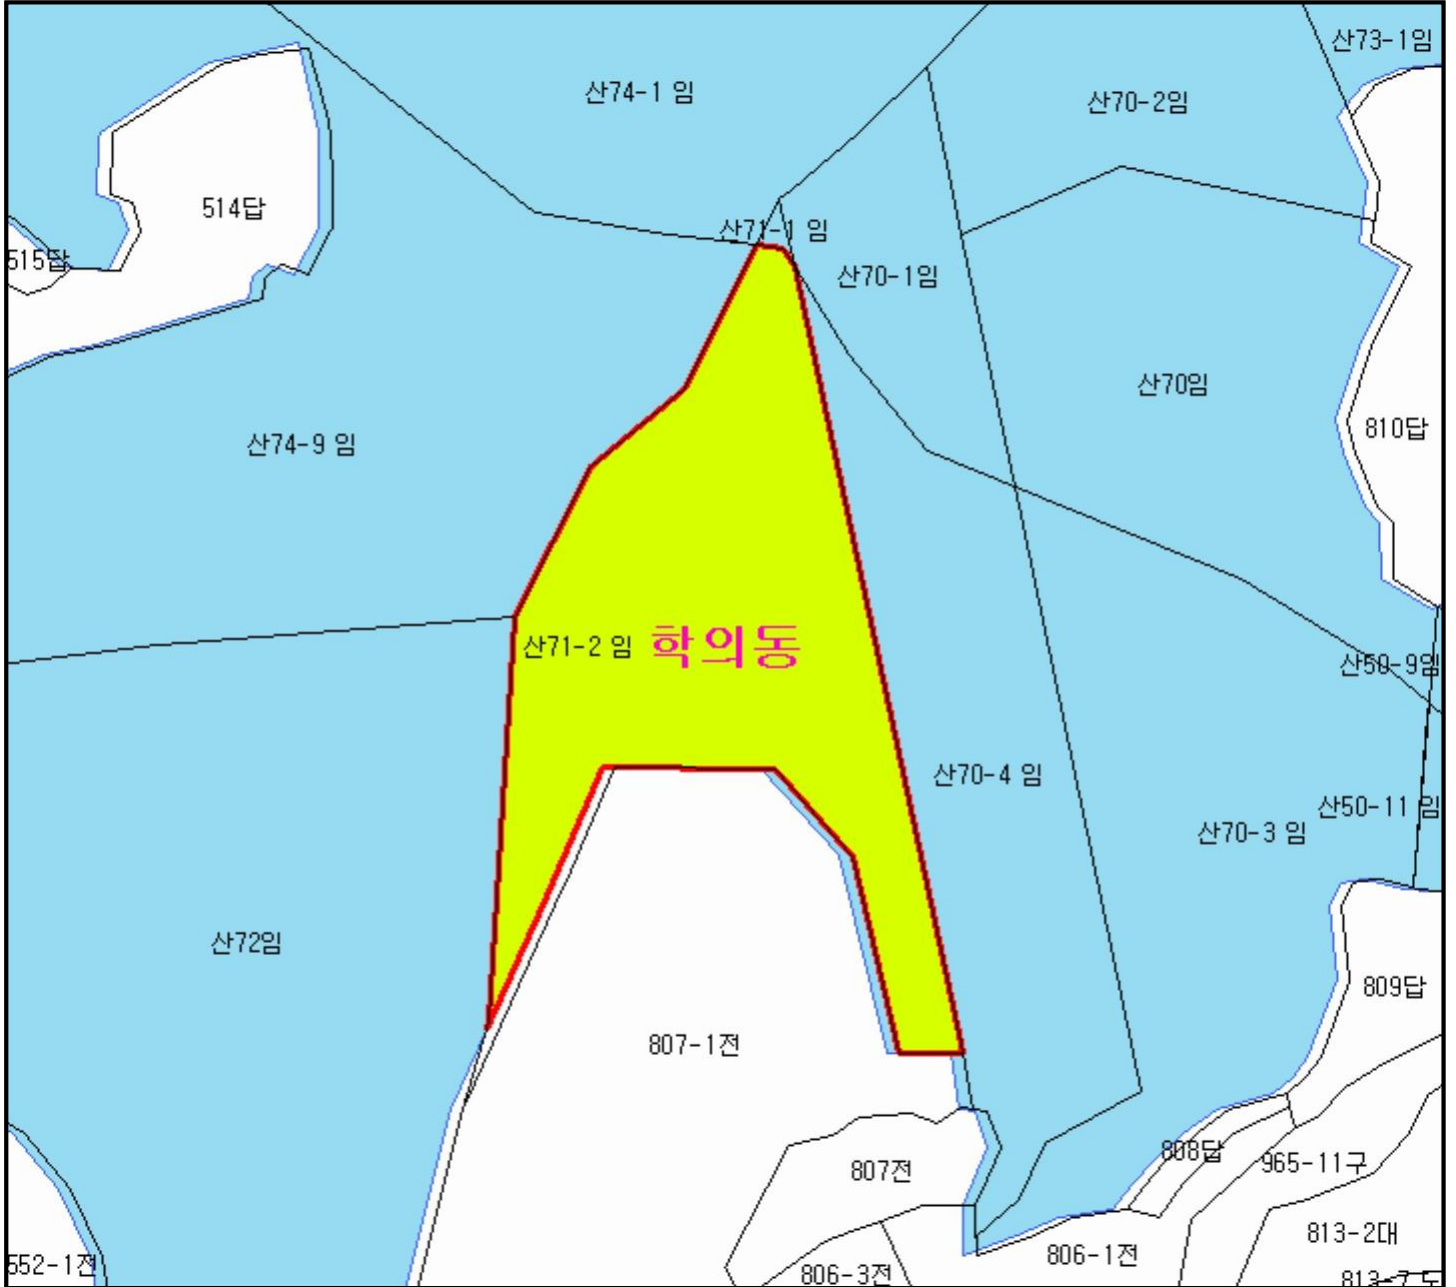 산73-1임
산74-1 임
산70-2임
514답
산71-1 임
515답
산70-1임
산70임
810답
산74-9 임
산71-2 임
학의동
산50-9임
산70-4 임
산50-11 임
산70-3 임
산72임
809답
807-1전
808답
965-11구
807전
813-2대
806-1전
552-1전
806-3전